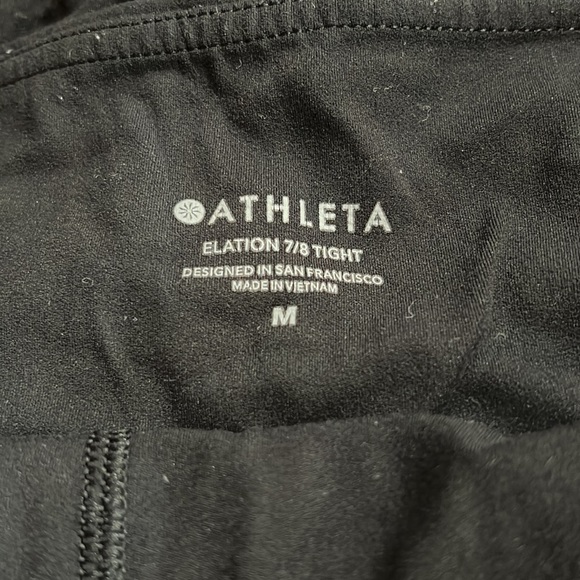 ATHLETA
ELATION 7/8 TIGHT
DESIGNED IN SAN FRANCISCO
MADE IN VIETNAM
M